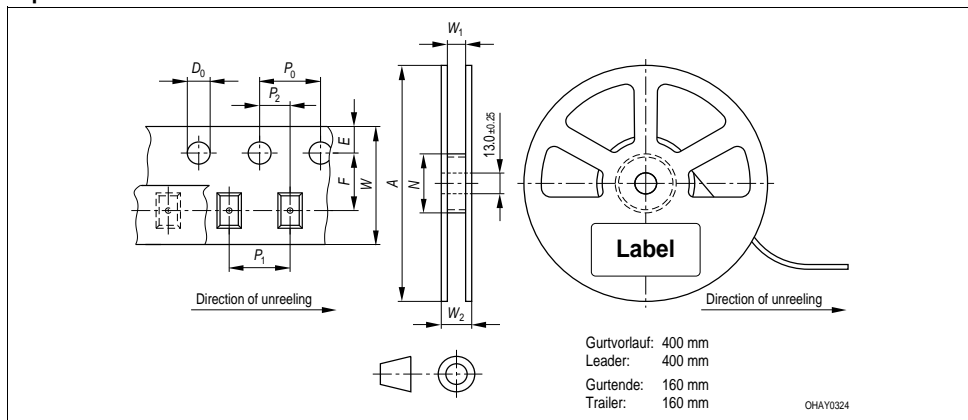 W1
D0
P0
P2
E
F
W
A
N
13.0 ±0.25
P1
W2
Label
Direction of unreeling
Direction of unreeling
Gurtvorlauf: 400 mm
Leader: 400 mm
Gurtende: 160 mm
Trailer: 160 mm
OHAY0324